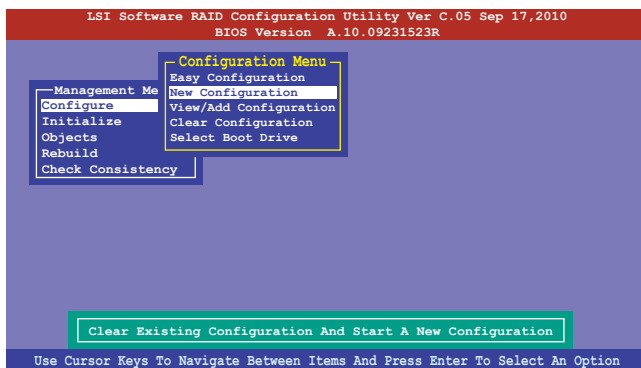 LSI Software RAID Configuration Utility Ver C.05 Sep 17,2010
BIOS Version A.10.09231523R
Configuration Menu
Easy Configuration
New Configuration
View/Add Configuration
Clear Configuration
Select Boot Drive
Management Me
Configure
Initialize
Objects
Rebuild
Check Consistency
Clear Existing Configuration And Start A New Configuration
Use Cursor Keys To Navigate Between Items And Press Enter To Select An Option